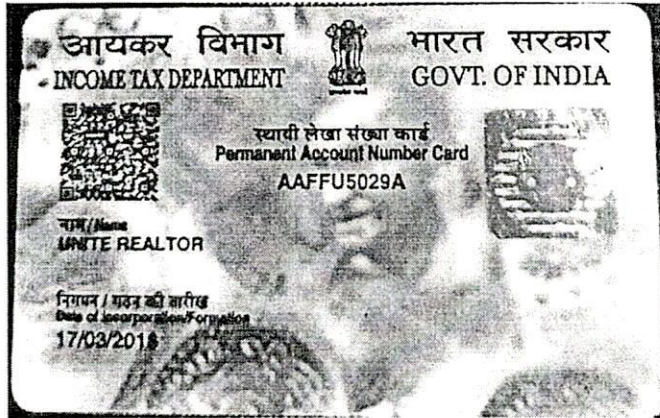 आयकर विभाग
INCOME TAX DEPARTMENT
भारत सरकार
GOVT. OF INDIA
स्थायी लेखा संख्या कार्ड
Permanent Account Number Card
AAFFU5029A
नाम / Name
UNITE REALTOR
निगमन / गठन की तारीख
Date of Incorporation/Formation
17/03/2018